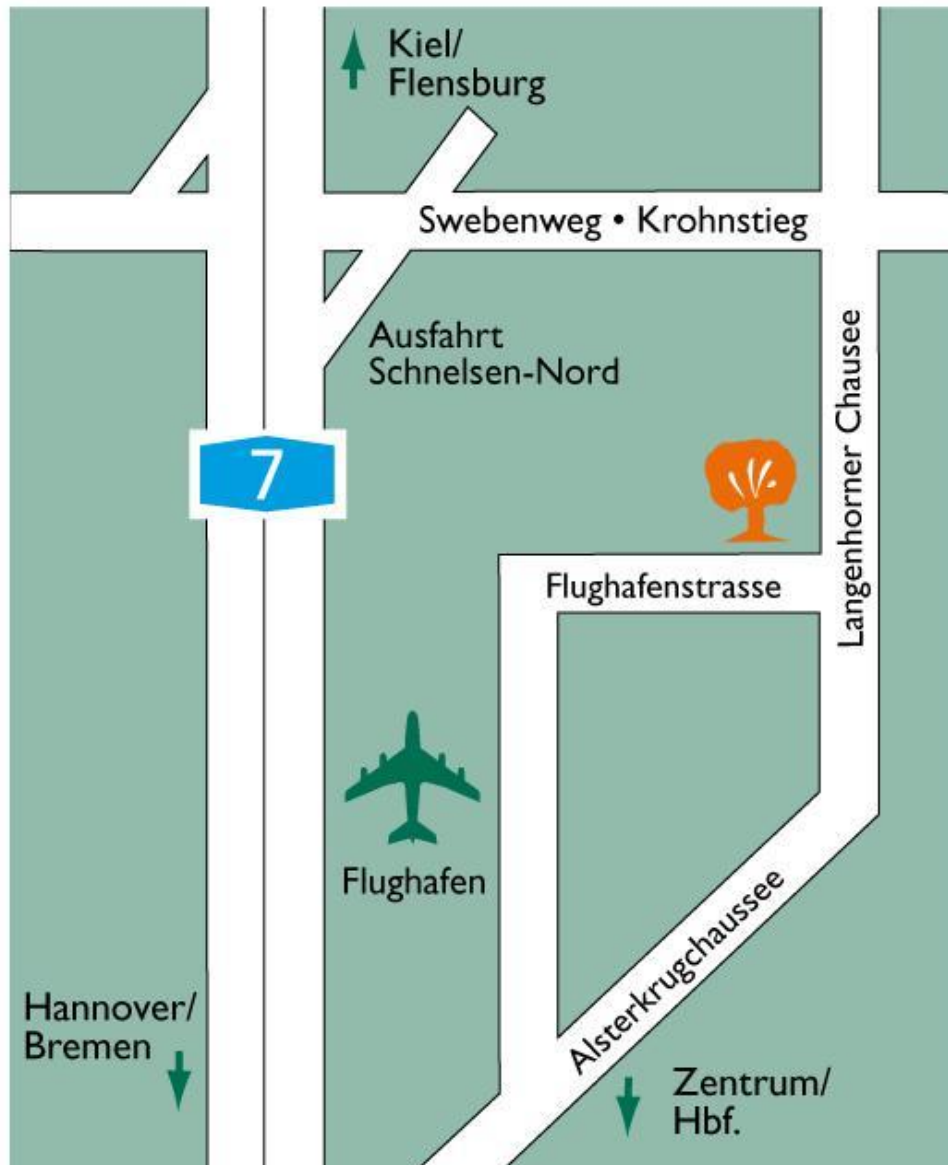 Kiel/
Flensburg
Swebenweg • Krohnstieg
Ausfahrt
Schnelsen-Nord
7
Langenhorner Chausee
Flughafenstrasse
Flughafen
Alsterkrugchaussee
Hannover/
Bremen
Zentrum/
Hbf.